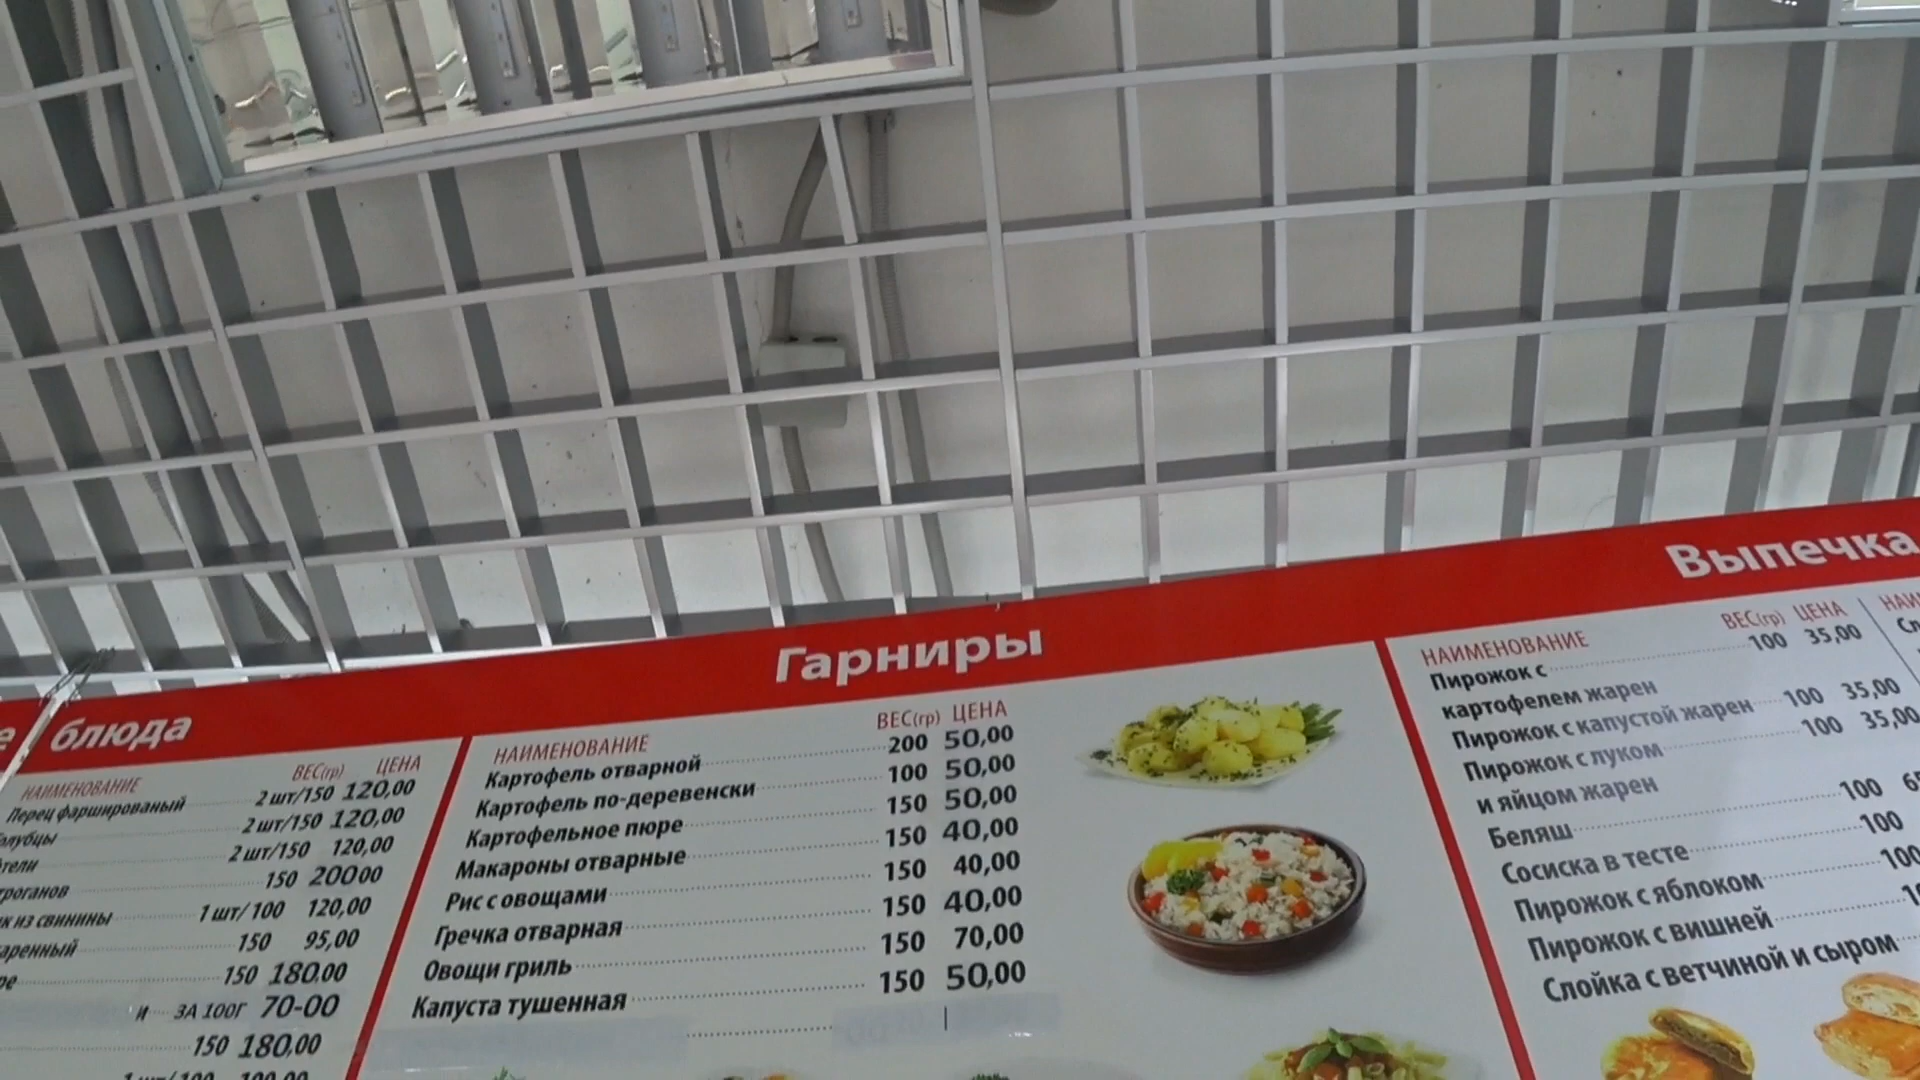 блюда
НАИМЕНОВАНИЕ ВЕС(гр) ЦЕНА
Перец фаршированый 2 шт/150 120,00
2 шт/150 120,00
2 шт/150 120,00
150 200 00
из свинины 1 шт/100 120,00
150 95,00
150 180.00
и ЗА 100Г 70-00
150 180,00
Гарниры
НАИМЕНОВАНИЕ ВЕС(гр) ЦЕНА
Картофель отварной 200 50,00
Картофель по-деревенски 100 50,00
Картофельное пюре 150 50,00
Макароны отварные 150 40,00
Рис с овощами 150 40,00
Гречка отварная 150 40,00
Овощи гриль 150 70,00
Капуста тушенная 150 50,00
Выпечка
НАИМЕНОВАНИЕ ВЕС(гр) ЦЕНА
Пирожок с 100 35,00
картофелем жарен
Пирожок с капустой жарен 100 35,00
Пирожок с луком 100 35,00
и яйцом жарен
Беляш 100
Сосиска в тесте 100
Пирожок с яблоком 100
Пирожок с вишней
Слойка с ветчиной и сыром